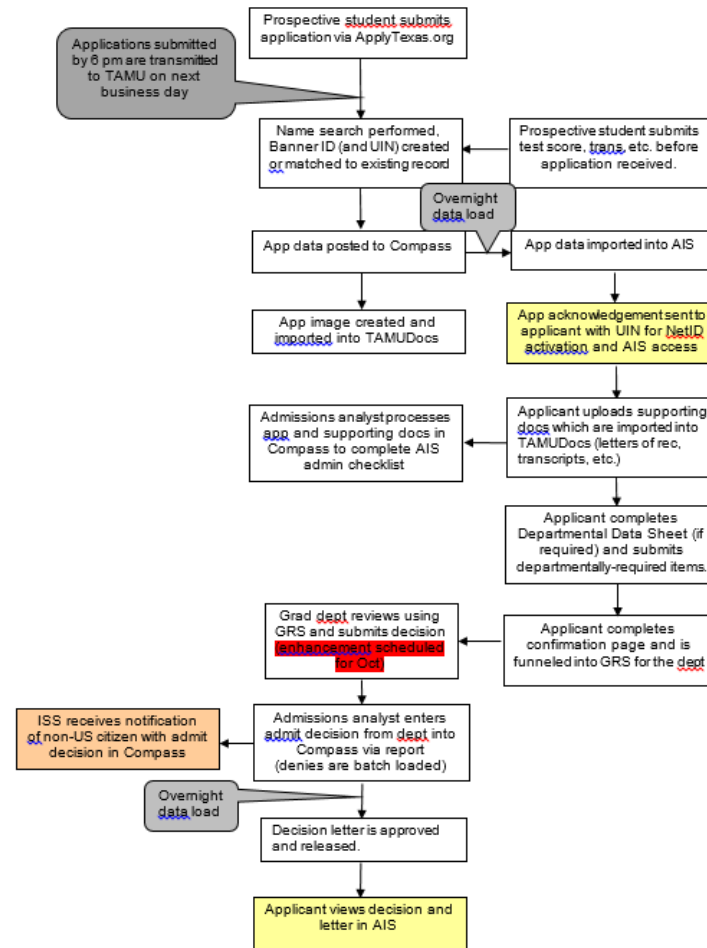 Prospective student submits
application via ApplyTexas.org
Applications submitted
by 6 pm are transmitted
to TAMU on next
business day
Name search performed,
Banner ID (and UIN) created
or matched to existing record
Prospective student submits
test score, trans, etc. before
application received.
Overnight
data load
App data posted to Compass
App data imported into AIS
App image created and
imported into TAMUDocs
App acknowledgement sent to
applicant with UIN for NetID
activation and AIS access
Admissions analyst processes
app and supporting docs in
Compass to complete AIS
admin checklist
Applicant uploads supporting
docs which are imported into
TAMUDocs (letters of rec,
transcripts, etc.)
Applicant completes
Departmental Data Sheet (if
required) and submits
departmentally-required items.
Grad dept reviews using
GRS and submits decision
(enhancement scheduled
for Oct)
Applicant completes
confirmation page and is
funneled into GRS for the dept
ISS receives notification
of non-US citizen with admit
decision in Compass
Admissions analyst enters
admit decision from dept into
Compass via report
(denies are batch loaded)
Overnight
data load
Decision letter is approved
and released.
Applicant views decision and
letter in AIS